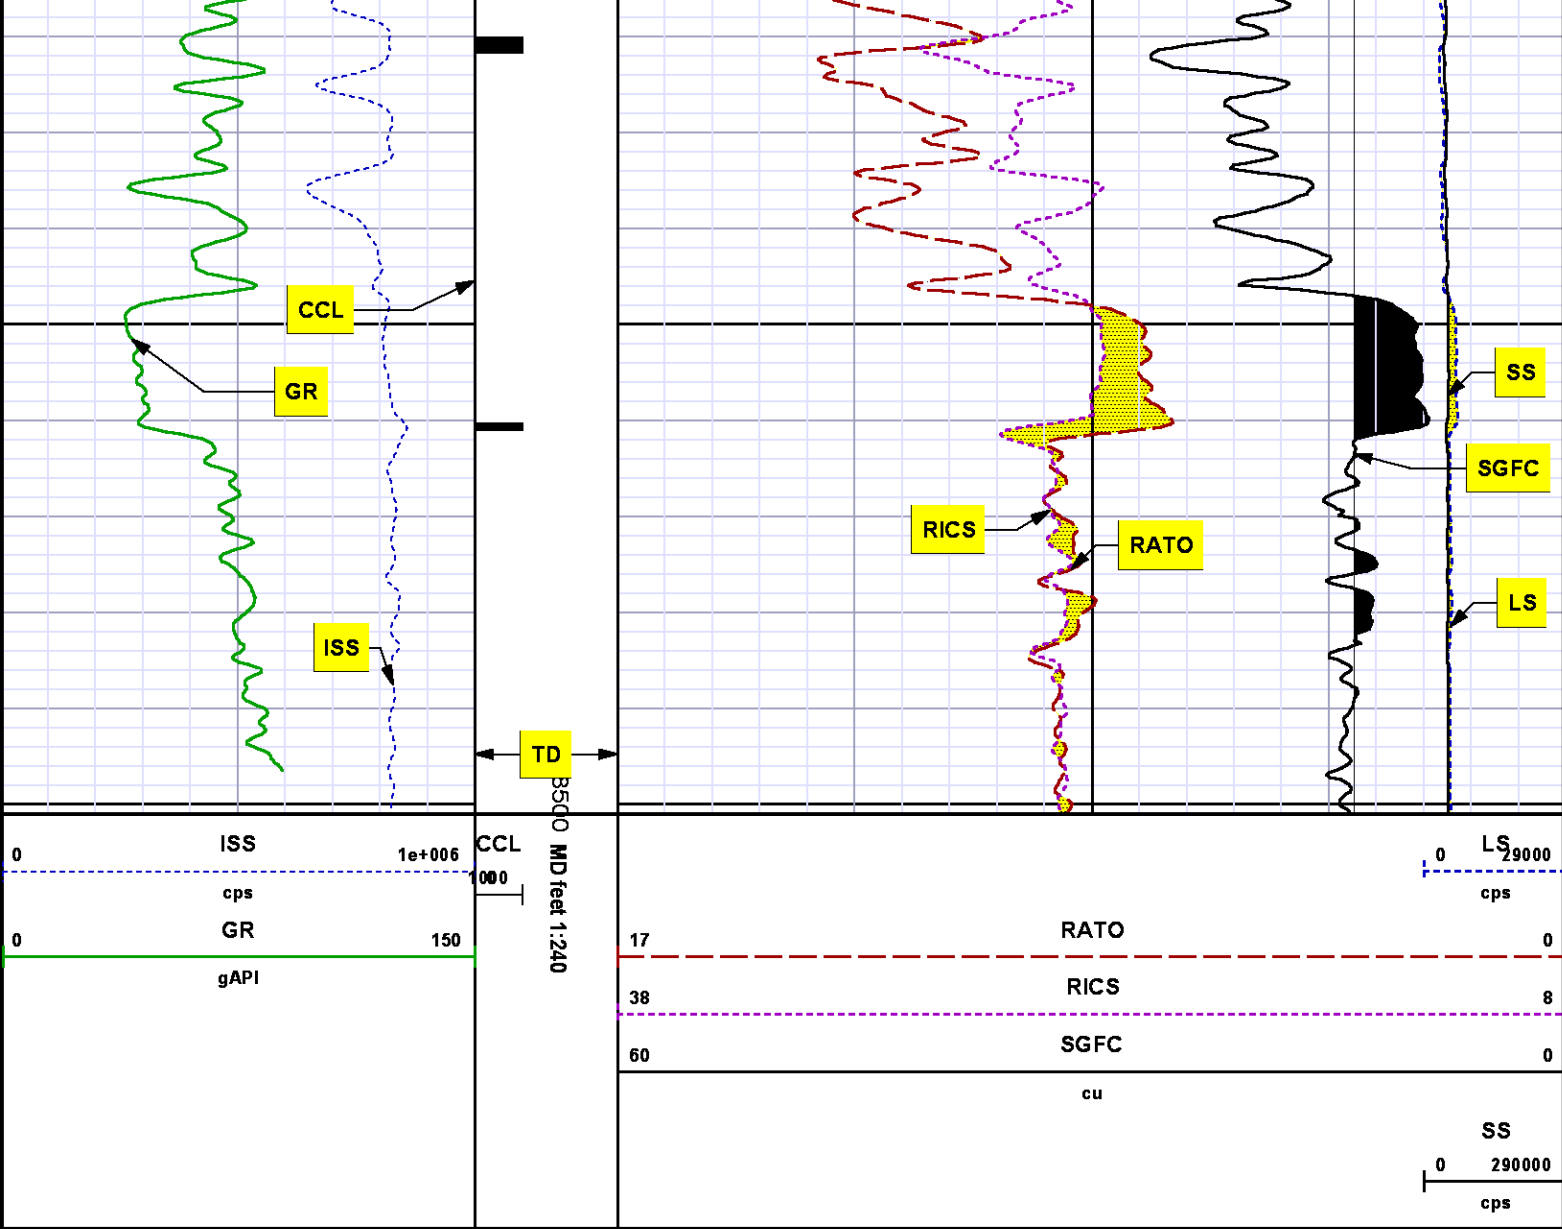 CCL
GR
SS
SGFC
RICS
RATO
LS
ISS
TD
8500 MD feet 1:240
ISS
0 1e+006
cps
GR
0 150
gAPI
CCL
LS
0 29000
cps
RATO
17 0
RICS
38 8
SGFC
60 0
cu
SS
0 290000
cps